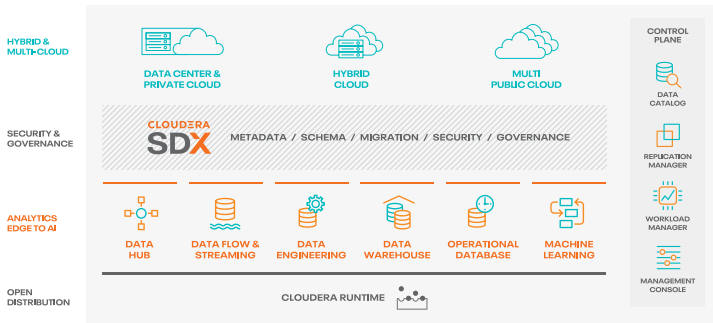 HYBRID &
MULTI-CLOUD
DATA CENTER &
PRIVATE CLOUD
HYBRID
CLOUD
MULTI
PUBLIC CLOUD
SECURITY &
GOVERNANCE
CLOUDERA
SDX
METADATA / SCHEMA / MIGRATION / SECURITY / GOVERNANCE
ANALYTICS
EDGE TO AI
DATA
HUB
DATA FLOW &
STREAMING
DATA
ENGINEERING
DATA
WAREHOUSE
OPERATIONAL
DATABASE
MACHINE
LEARNING
OPEN
DISTRIBUTION
CLOUDERA RUNTIME
CONTROL
PLANE
DATA
CATALOG
REPLICATION
MANAGER
WORKLOAD
MANAGER
MANAGEMENT
CONSOLE